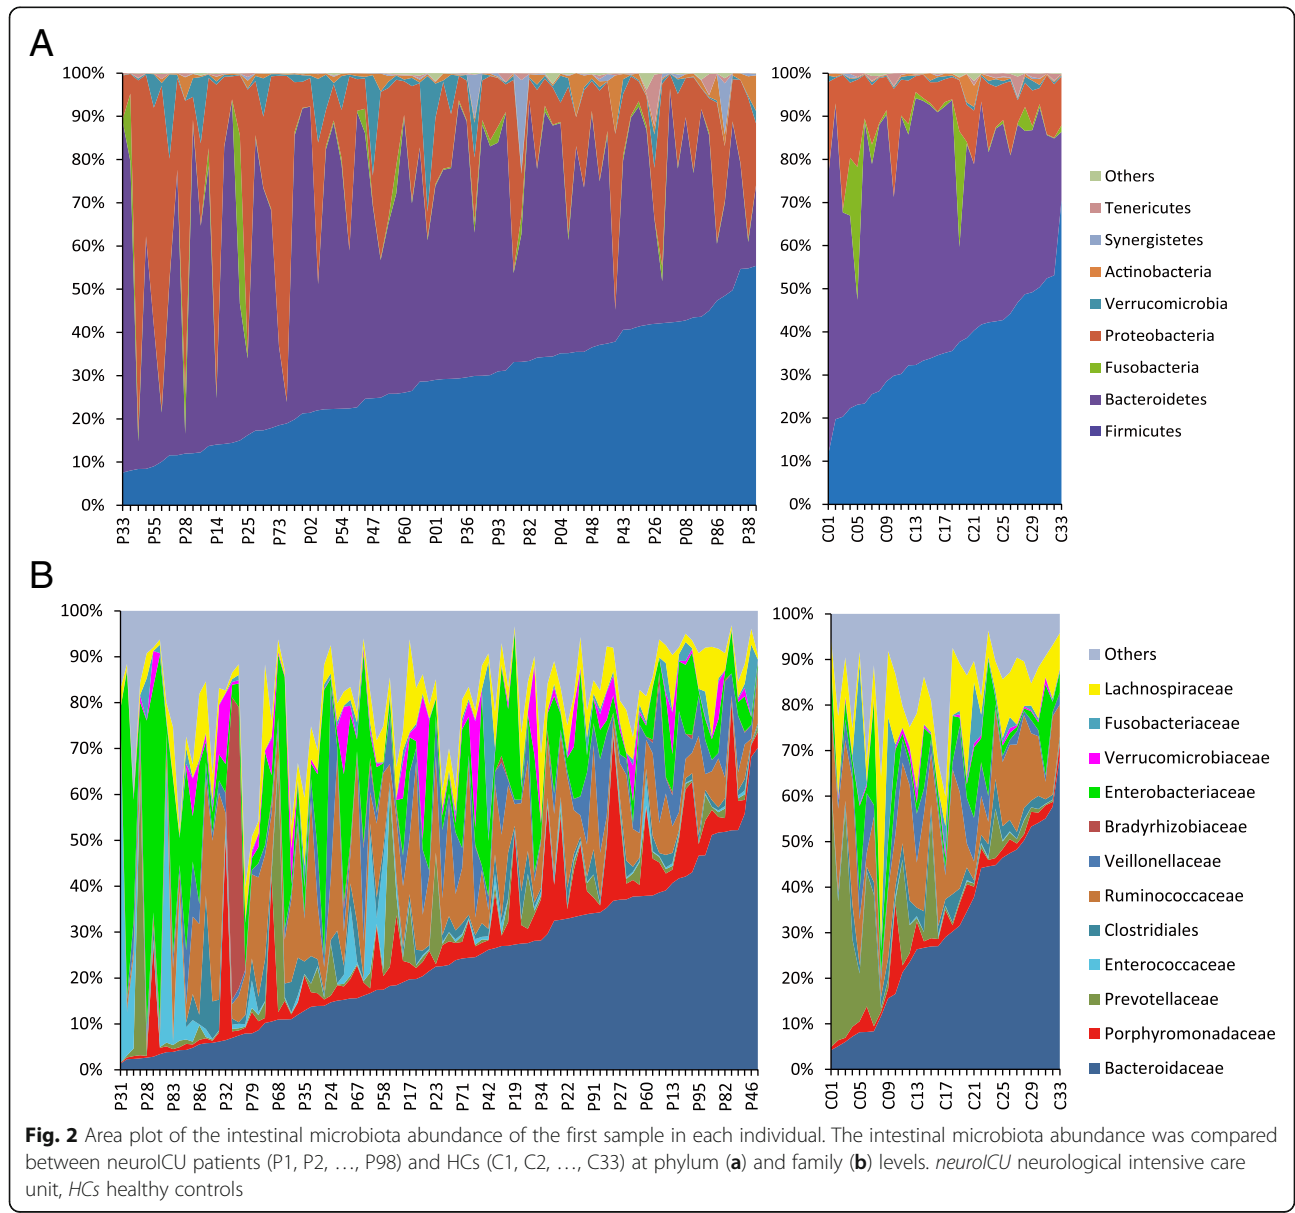 A
100%
90%
80%
70%
60%
50%
40%
30%
20%
10%
0%
P33 P55 P28 P14 P25 P73 P02 P54 P47 P60 P01 P36 P93 P82 P04 P48 P43 P26 P08 P86 P38
100%
90%
80%
70%
60%
50%
40%
30%
20%
10%
0%
C01 C05 C09 C13 C17 C21 C25 C29 C33
Others
Tenericutes
Synergistetes
Actinobacteria
Verrucomicrobia
Proteobacteria
Fusobacteria
Bacteroidetes
Firmicutes
B
100%
90%
80%
70%
60%
50%
40%
30%
20%
10%
0%
P31 P28 P83 P86 P32 P79 P68 P35 P24 P67 P58 P17 P23 P71 P42 P19 P34 P22 P91 P27 P60 P13 P95 P82 P46
100%
90%
80%
70%
60%
50%
40%
30%
20%
10%
0%
C01 C05 C09 C13 C17 C21 C25 C29 C33
Others
Lachnospiraceae
Fusobacteriaceae
Verrucomicrobiaceae
Enterobacteriaceae
Bradyrhizobiaceae
Veillonellaceae
Ruminococcaceae
Clostridiales
Enterococcaceae
Prevotellaceae
Porphyromonadaceae
Bacteroidaceae
Fig. 2 Area plot of the intestinal microbiota abundance of the first sample in each individual. The intestinal microbiota abundance was compared
between neuroICU patients (P1, P2, …, P98) and HCs (C1, C2, …, C33) at phylum (a) and family (b) levels. neuroICU neurological intensive care
unit, HCs healthy controls